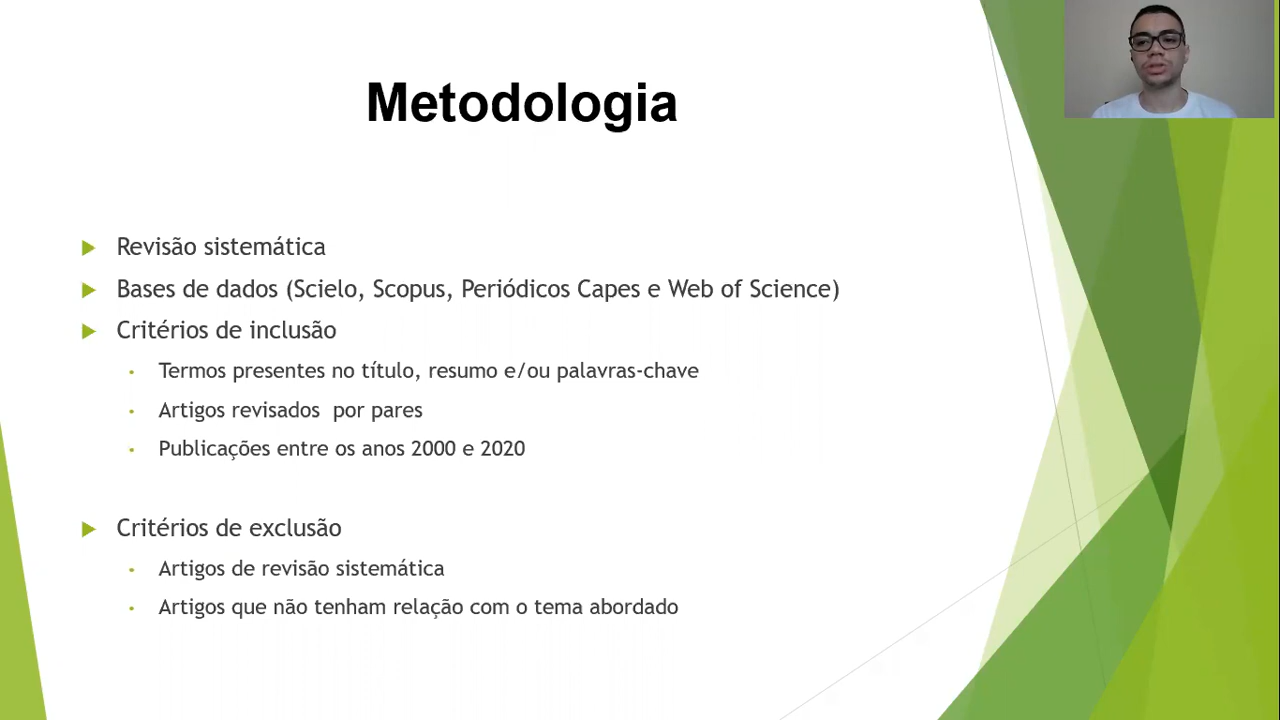 Metodologia
Revisão sistemática
Bases de dados (Scielo, Scopus, Periódicos Capes e Web of Science)
Critérios de inclusão
Termos presentes no título, resumo e/ou palavras-chave
Artigos revisados  por pares
Publicações entre os anos 2000 e 2020
Critérios de exclusão
Artigos de revisão sistemática
Artigos que não tenham relação com o tema abordado